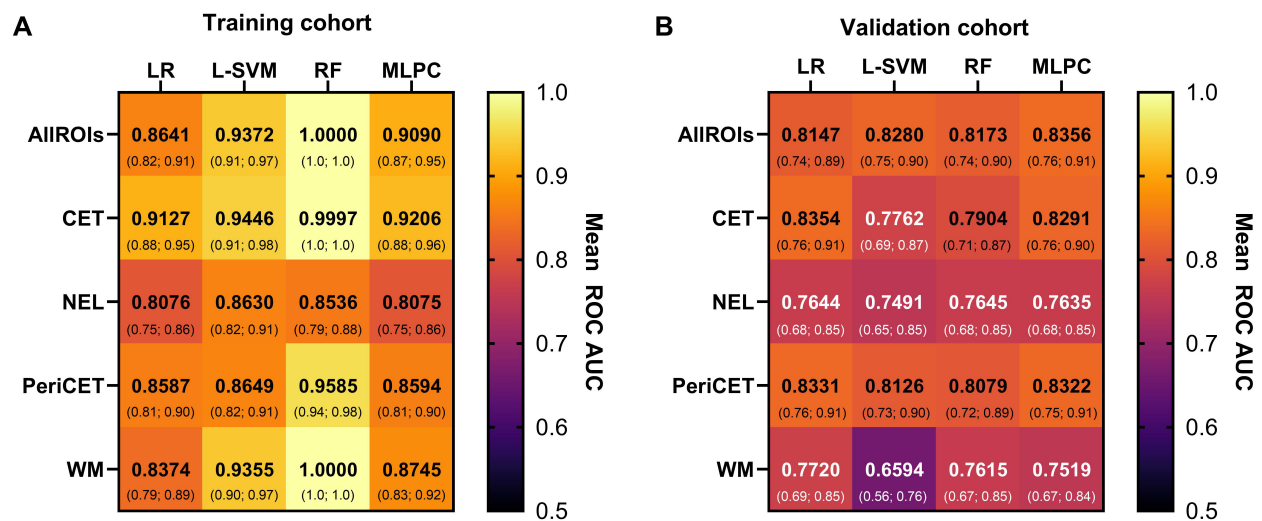 A
Training cohort
LR L-SVM RF MLPC
AllROIs 0.8641 0.9372 1.0000 0.9090
(0.82; 0.91) (0.91; 0.97) (1.0; 1.0) (0.87; 0.95)
CET 0.9127 0.9446 0.9997 0.9206
(0.88; 0.95) (0.91; 0.98) (1.0; 1.0) (0.88; 0.96)
NEL 0.8076 0.8630 0.8536 0.8075
(0.75; 0.86) (0.82; 0.91) (0.79; 0.88) (0.75; 0.86)
PeriCET 0.8587 0.8649 0.9585 0.8594
(0.81; 0.90) (0.82; 0.91) (0.94; 0.98) (0.81; 0.90)
WM 0.8374 0.9355 1.0000 0.8745
(0.79; 0.89) (0.90; 0.97) (1.0; 1.0) (0.83; 0.92)
1.0
0.9
0.8
0.7
0.6
0.5
Mean ROC AUC
B
Validation cohort
LR L-SVM RF MLPC
AllROIs 0.8147 0.8280 0.8173 0.8356
(0.74; 0.89) (0.75; 0.90) (0.74; 0.90) (0.76; 0.91)
CET 0.8354 0.7762 0.7904 0.8291
(0.76; 0.91) (0.69; 0.87) (0.71; 0.87) (0.76; 0.90)
NEL 0.7644 0.7491 0.7645 0.7635
(0.68; 0.85) (0.65; 0.85) (0.68; 0.85) (0.68; 0.85)
PeriCET 0.8331 0.8126 0.8079 0.8322
(0.76; 0.91) (0.73; 0.90) (0.72; 0.89) (0.75; 0.91)
WM 0.7720 0.6594 0.7615 0.7519
(0.69; 0.85) (0.56; 0.76) (0.67; 0.85) (0.67; 0.84)
1.0
0.9
0.8
0.7
0.6
0.5
Mean ROC AUC